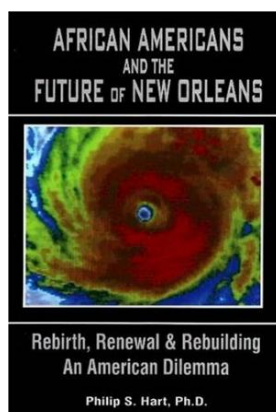 AFRICAN AMERICANS
AND THE
FUTURE OF NEW ORLEANS
Rebirth, Renewal & Rebuilding
An American Dilemma
Philip S. Hart, Ph.D.